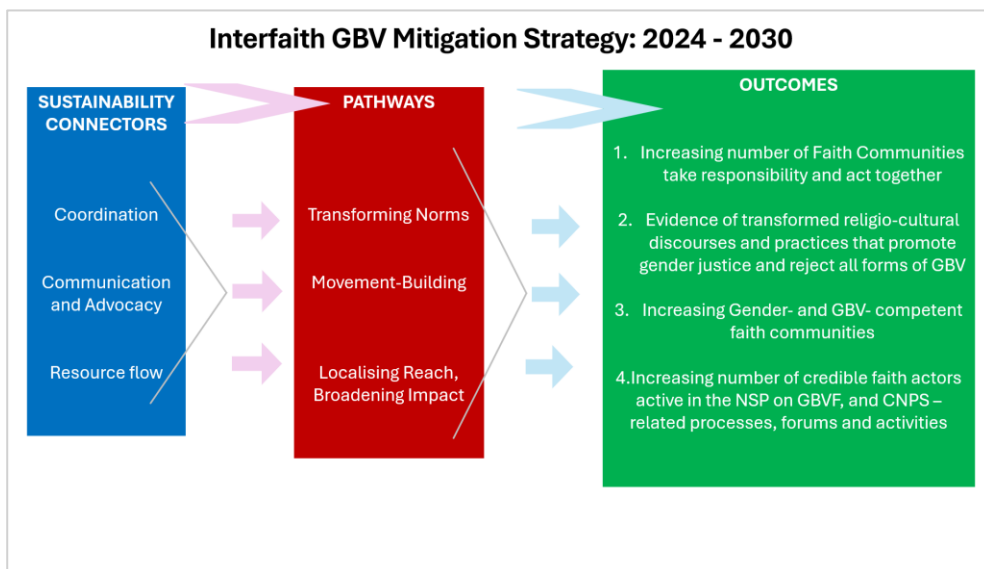 Interfaith GBV Mitigation Strategy: 2024 - 2030
SUSTAINABILITY
CONNECTORS
Coordination
Communication
and Advocacy
Resource flow
PATHWAYS
Transforming Norms
Movement-Building
Localising Reach,
Broadening Impact
OUTCOMES
1. Increasing number of Faith Communities
take responsibility and act together
2. Evidence of transformed religio-cultural
discourses and practices that promote
gender justice and reject all forms of GBV
3. Increasing Gender- and GBV- competent
faith communities
4.Increasing number of credible faith actors
active in the NSP on GBVF, and CNPS –
related processes, forums and activities